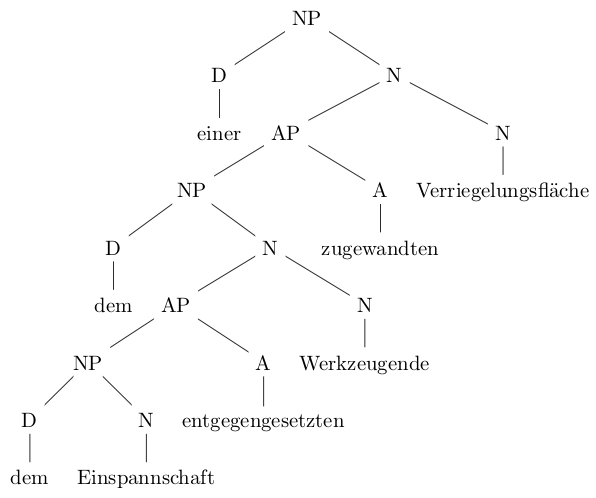 NP
D N
einer AP N
NP A Verriegelungsfläche
D N zugewandten
dem AP N
NP A Werkzeugende
D N entgegengesetzten
dem Einspannschaft